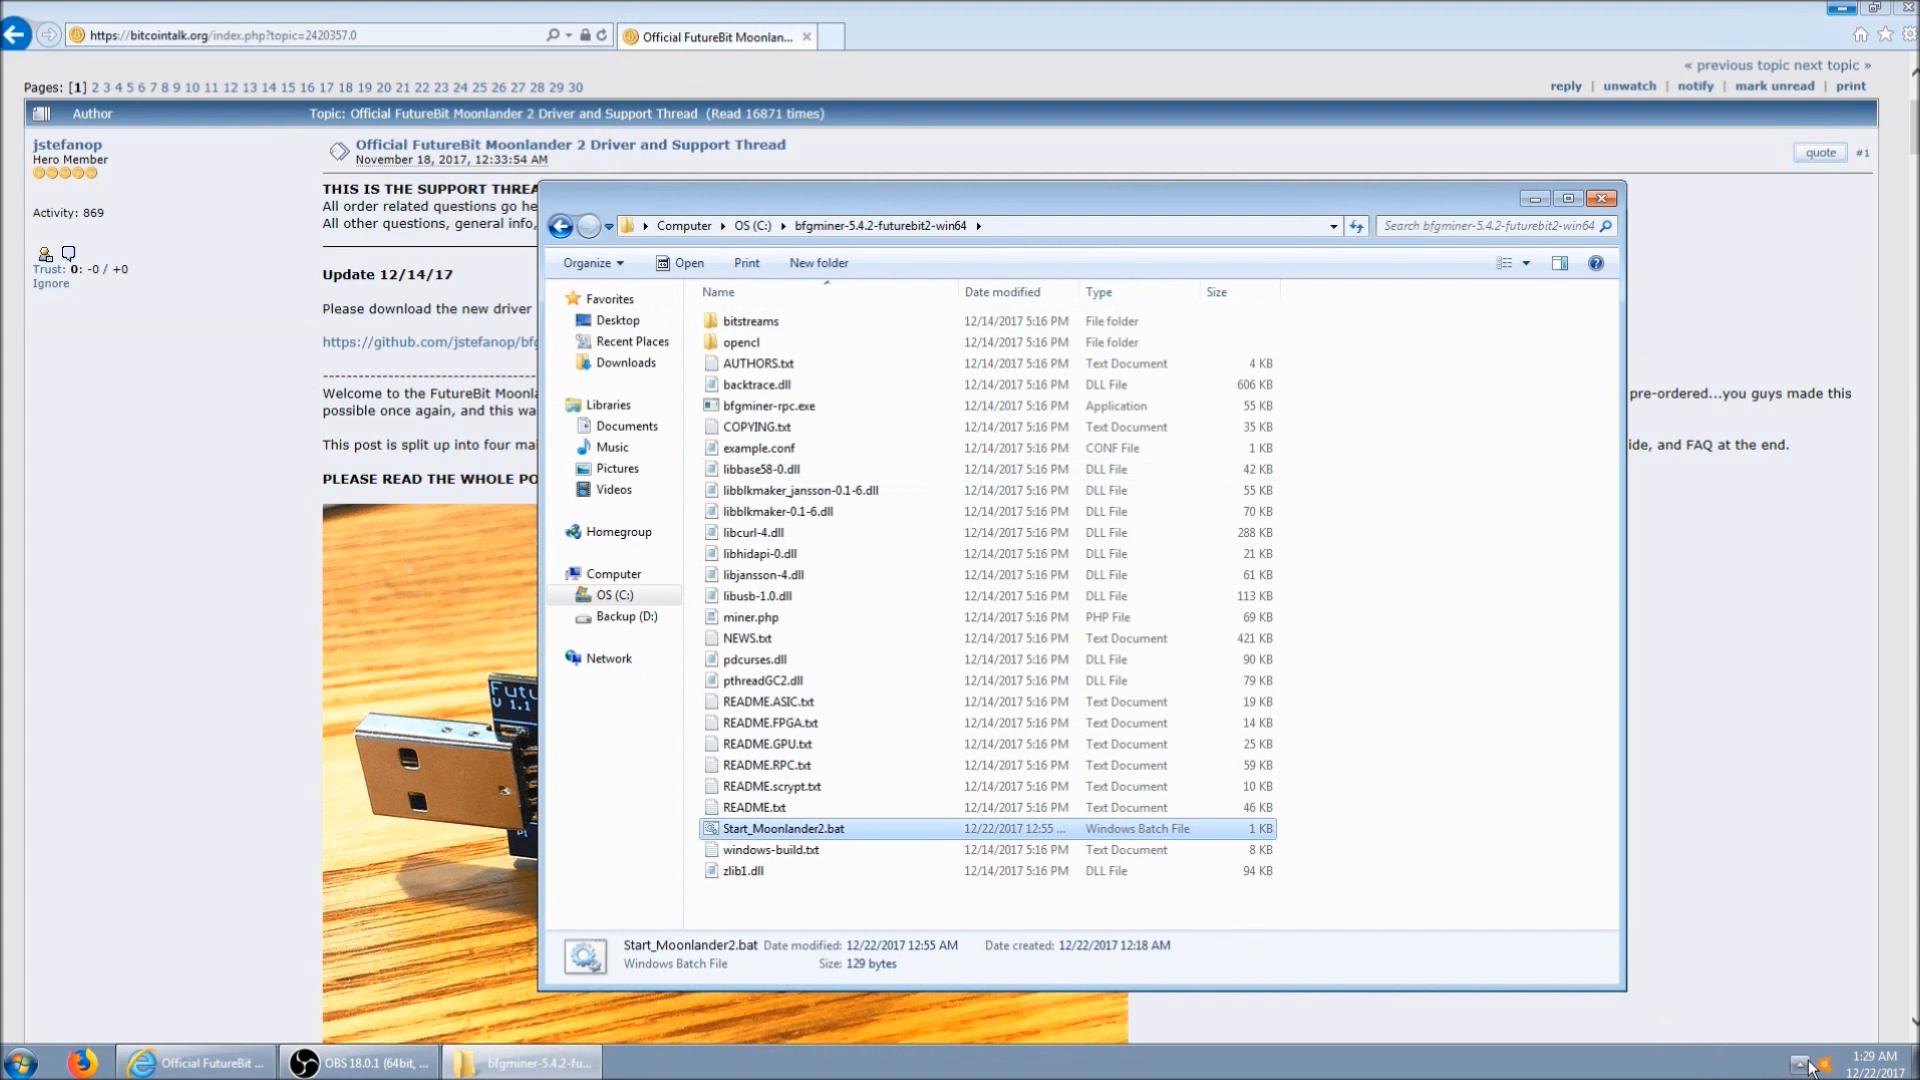 https://bitcointalk.org/index.php?topic=2420357.0
Official FutureBit Moonlan...
« previous topic next topic »
Pages: [1] 2 3 4 5 6 7 8 9 10 11 12 13 14 15 16 17 18 19 20 21 22 23 24 25 26 27 28 29 30
reply | unwatch | notify | mark unread | print
Author
Topic: Official FutureBit Moonlander 2 Driver and Support Thread (Read 16871 times)
jstefanop
Hero Member
Activity: 869
Trust: 0: -0 / +0
Ignore
Official FutureBit Moonlander 2 Driver and Support Thread
November 18, 2017, 12:33:54 AM
quote #1
THIS IS THE SUPPORT THREA
All order related questions go he
All other questions, general info,
Update 12/14/17
Please download the new driver
https://github.com/jstefanop/bfg
--------------------------------
Welcome to the FutureBit Moonla
pre-ordered...you guys made this
possible once again, and this wa
This post is split up into four mai
ide, and FAQ at the end.
PLEASE READ THE WHOLE PO
Futu
V 1.1
Computer OS (C:) bfgminer-5.4.2-futurebit2-win64
Search bfgminer-5.4.2-futurebit2-win64
Organize Open Print New folder
Favorites
Desktop
Recent Places
Downloads
Libraries
Documents
Music
Pictures
Videos
Homegroup
Computer
OS (C:)
Backup (D:)
Network
Name Date modified Type Size
bitstreams 12/14/2017 5:16 PM File folder
opencl 12/14/2017 5:16 PM File folder
AUTHORS.txt 12/14/2017 5:16 PM Text Document 4 KB
backtrace.dll 12/14/2017 5:16 PM DLL File 606 KB
bfgminer-rpc.exe 12/14/2017 5:16 PM Application 55 KB
COPYING.txt 12/14/2017 5:16 PM Text Document 35 KB
example.conf 12/14/2017 5:16 PM CONF File 1 KB
libbase58-0.dll 12/14/2017 5:16 PM DLL File 42 KB
libblkmaker_jansson-0.1-6.dll 12/14/2017 5:16 PM DLL File 55 KB
libblkmaker-0.1-6.dll 12/14/2017 5:16 PM DLL File 70 KB
libcurl-4.dll 12/14/2017 5:16 PM DLL File 288 KB
libhidapi-0.dll 12/14/2017 5:16 PM DLL File 21 KB
libjansson-4.dll 12/14/2017 5:16 PM DLL File 61 KB
libusb-1.0.dll 12/14/2017 5:16 PM DLL File 113 KB
miner.php 12/14/2017 5:16 PM PHP File 69 KB
NEWS.txt 12/14/2017 5:16 PM Text Document 421 KB
pdcurses.dll 12/14/2017 5:16 PM DLL File 90 KB
pthreadGC2.dll 12/14/2017 5:16 PM DLL File 79 KB
README.ASIC.txt 12/14/2017 5:16 PM Text Document 19 KB
README.FPGA.txt 12/14/2017 5:16 PM Text Document 14 KB
README.GPU.txt 12/14/2017 5:16 PM Text Document 25 KB
README.RPC.txt 12/14/2017 5:16 PM Text Document 59 KB
README.scrypt.txt 12/14/2017 5:16 PM Text Document 10 KB
README.txt 12/14/2017 5:16 PM Text Document 46 KB
Start_Moonlander2.bat 12/22/2017 12:55 ... Windows Batch File 1 KB
windows-build.txt 12/14/2017 5:16 PM Text Document 8 KB
zlib1.dll 12/14/2017 5:16 PM DLL File 94 KB
Start_Moonlander2.bat Date modified: 12/22/2017 12:55 AM Date created: 12/22/2017 12:18 AM
Windows Batch File Size: 129 bytes
Official FutureBit ...
OBS 18.0.1 (64bit, ...
bfgminer-5.4.2-fu...
1:29 AM
12/22/2017